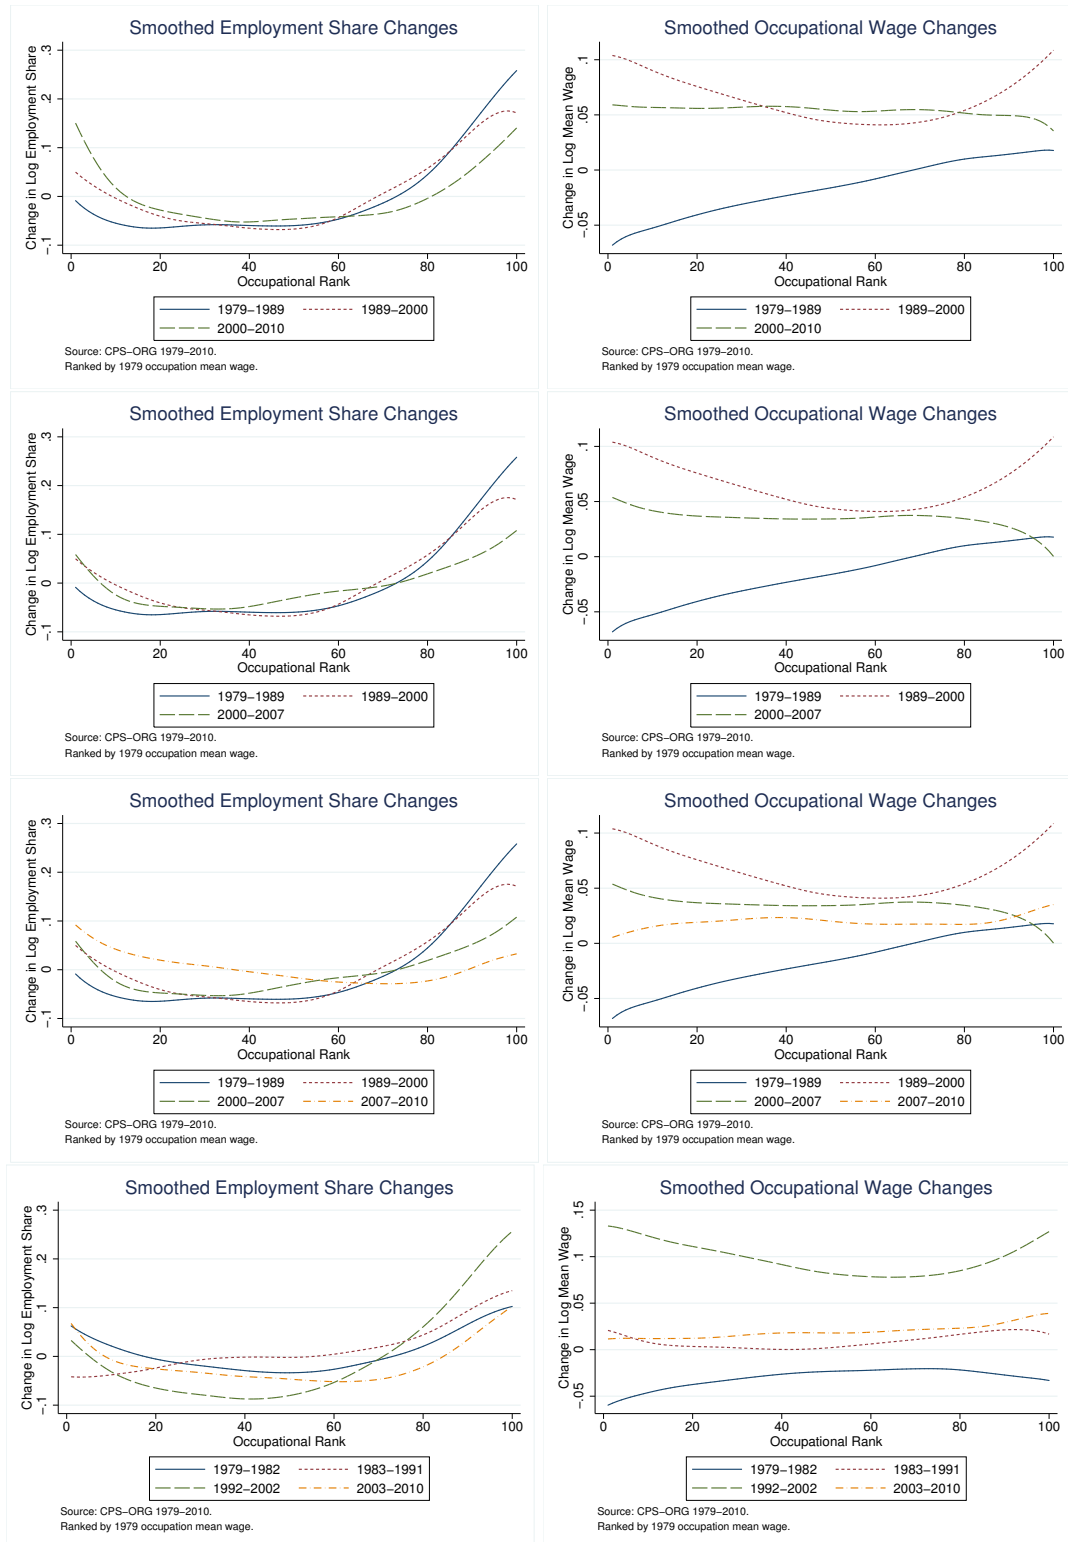 Smoothed Employment Share Changes
Change in Log Employment Share
.3
.2
.1
0
-.1
0 20 40 60 80 100
Occupational Rank
1979-1989 1989-2000
2000-2010
Source: CPS-ORG 1979-2010.
Ranked by 1979 occupation mean wage.
Smoothed Occupational Wage Changes
Change in Log Mean Wage
.1
.05
0
-.05
0 20 40 60 80 100
Occupational Rank
1979-1989 1989-2000
2000-2010
Source: CPS-ORG 1979-2010.
Ranked by 1979 occupation mean wage.
Smoothed Employment Share Changes
Change in Log Employment Share
.3
.2
.1
0
-.1
0 20 40 60 80 100
Occupational Rank
1979-1989 1989-2000
2000-2007
Source: CPS-ORG 1979-2010.
Ranked by 1979 occupation mean wage.
Smoothed Occupational Wage Changes
Change in Log Mean Wage
.1
.05
0
-.05
0 20 40 60 80 100
Occupational Rank
1979-1989 1989-2000
2000-2007
Source: CPS-ORG 1979-2010.
Ranked by 1979 occupation mean wage.
Smoothed Employment Share Changes
Change in Log Employment Share
.3
.2
.1
0
-.1
0 20 40 60 80 100
Occupational Rank
1979-1989 1989-2000
2000-2007 2007-2010
Source: CPS-ORG 1979-2010.
Ranked by 1979 occupation mean wage.
Smoothed Occupational Wage Changes
Change in Log Mean Wage
.1
.05
0
-.05
0 20 40 60 80 100
Occupational Rank
1979-1989 1989-2000
2000-2007 2007-2010
Source: CPS-ORG 1979-2010.
Ranked by 1979 occupation mean wage.
Smoothed Employment Share Changes
Change in Log Employment Share
.3
.2
.1
0
-.1
0 20 40 60 80 100
Occupational Rank
1979-1982 1983-1991
1992-2002 2003-2010
Source: CPS-ORG 1979-2010.
Ranked by 1979 occupation mean wage.
Smoothed Occupational Wage Changes
Change in Log Mean Wage
.15
.1
.05
0
-.05
0 20 40 60 80 100
Occupational Rank
1979-1982 1983-1991
1992-2002 2003-2010
Source: CPS-ORG 1979-2010.
Ranked by 1979 occupation mean wage.